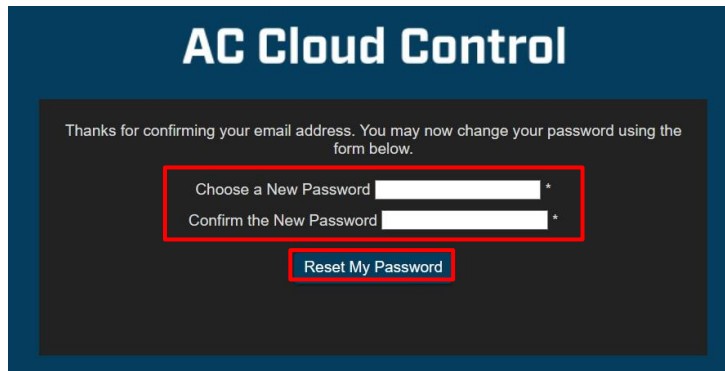 AC Cloud Control
Thanks for confirming your email address. You may now change your password using the
form below.
Choose a New Password *
Confirm the New Password *
Reset My Password